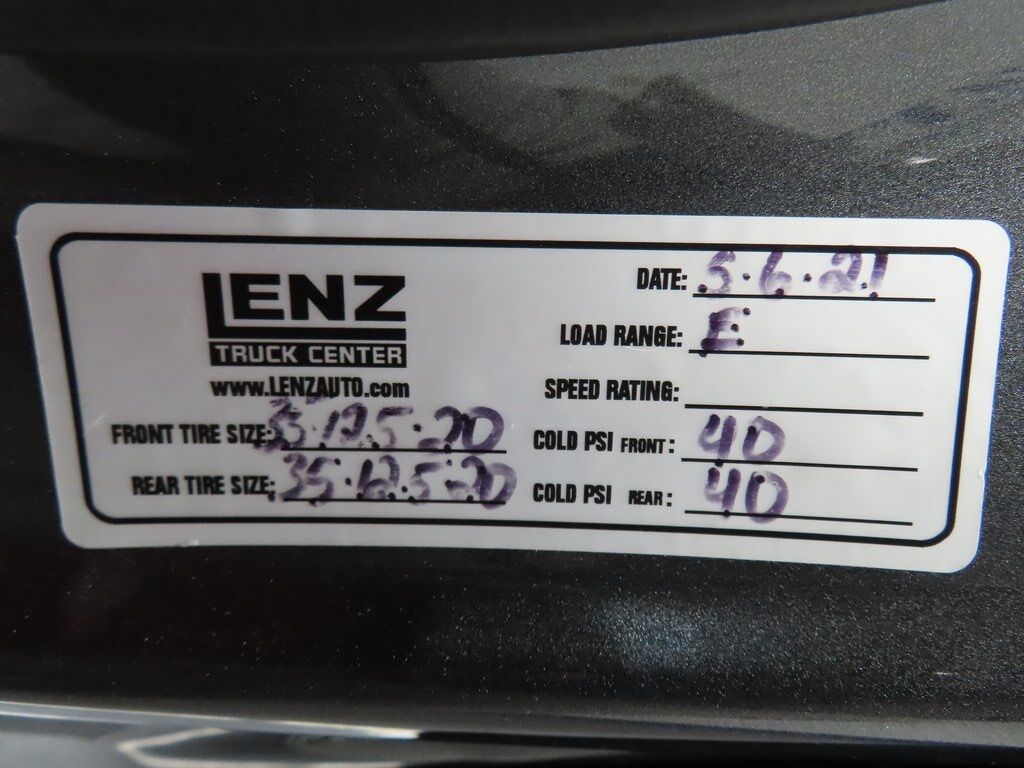 LENZ
TRUCK CENTER
www.LENZAUTO.com
DATE: 5.6.21
LOAD RANGE: E
SPEED RATING:
FRONT TIRE SIZE: 35.12.5.20
COLD PSI FRONT: 40
REAR TIRE SIZE: 35.12.5-20
COLD PSI REAR: 40